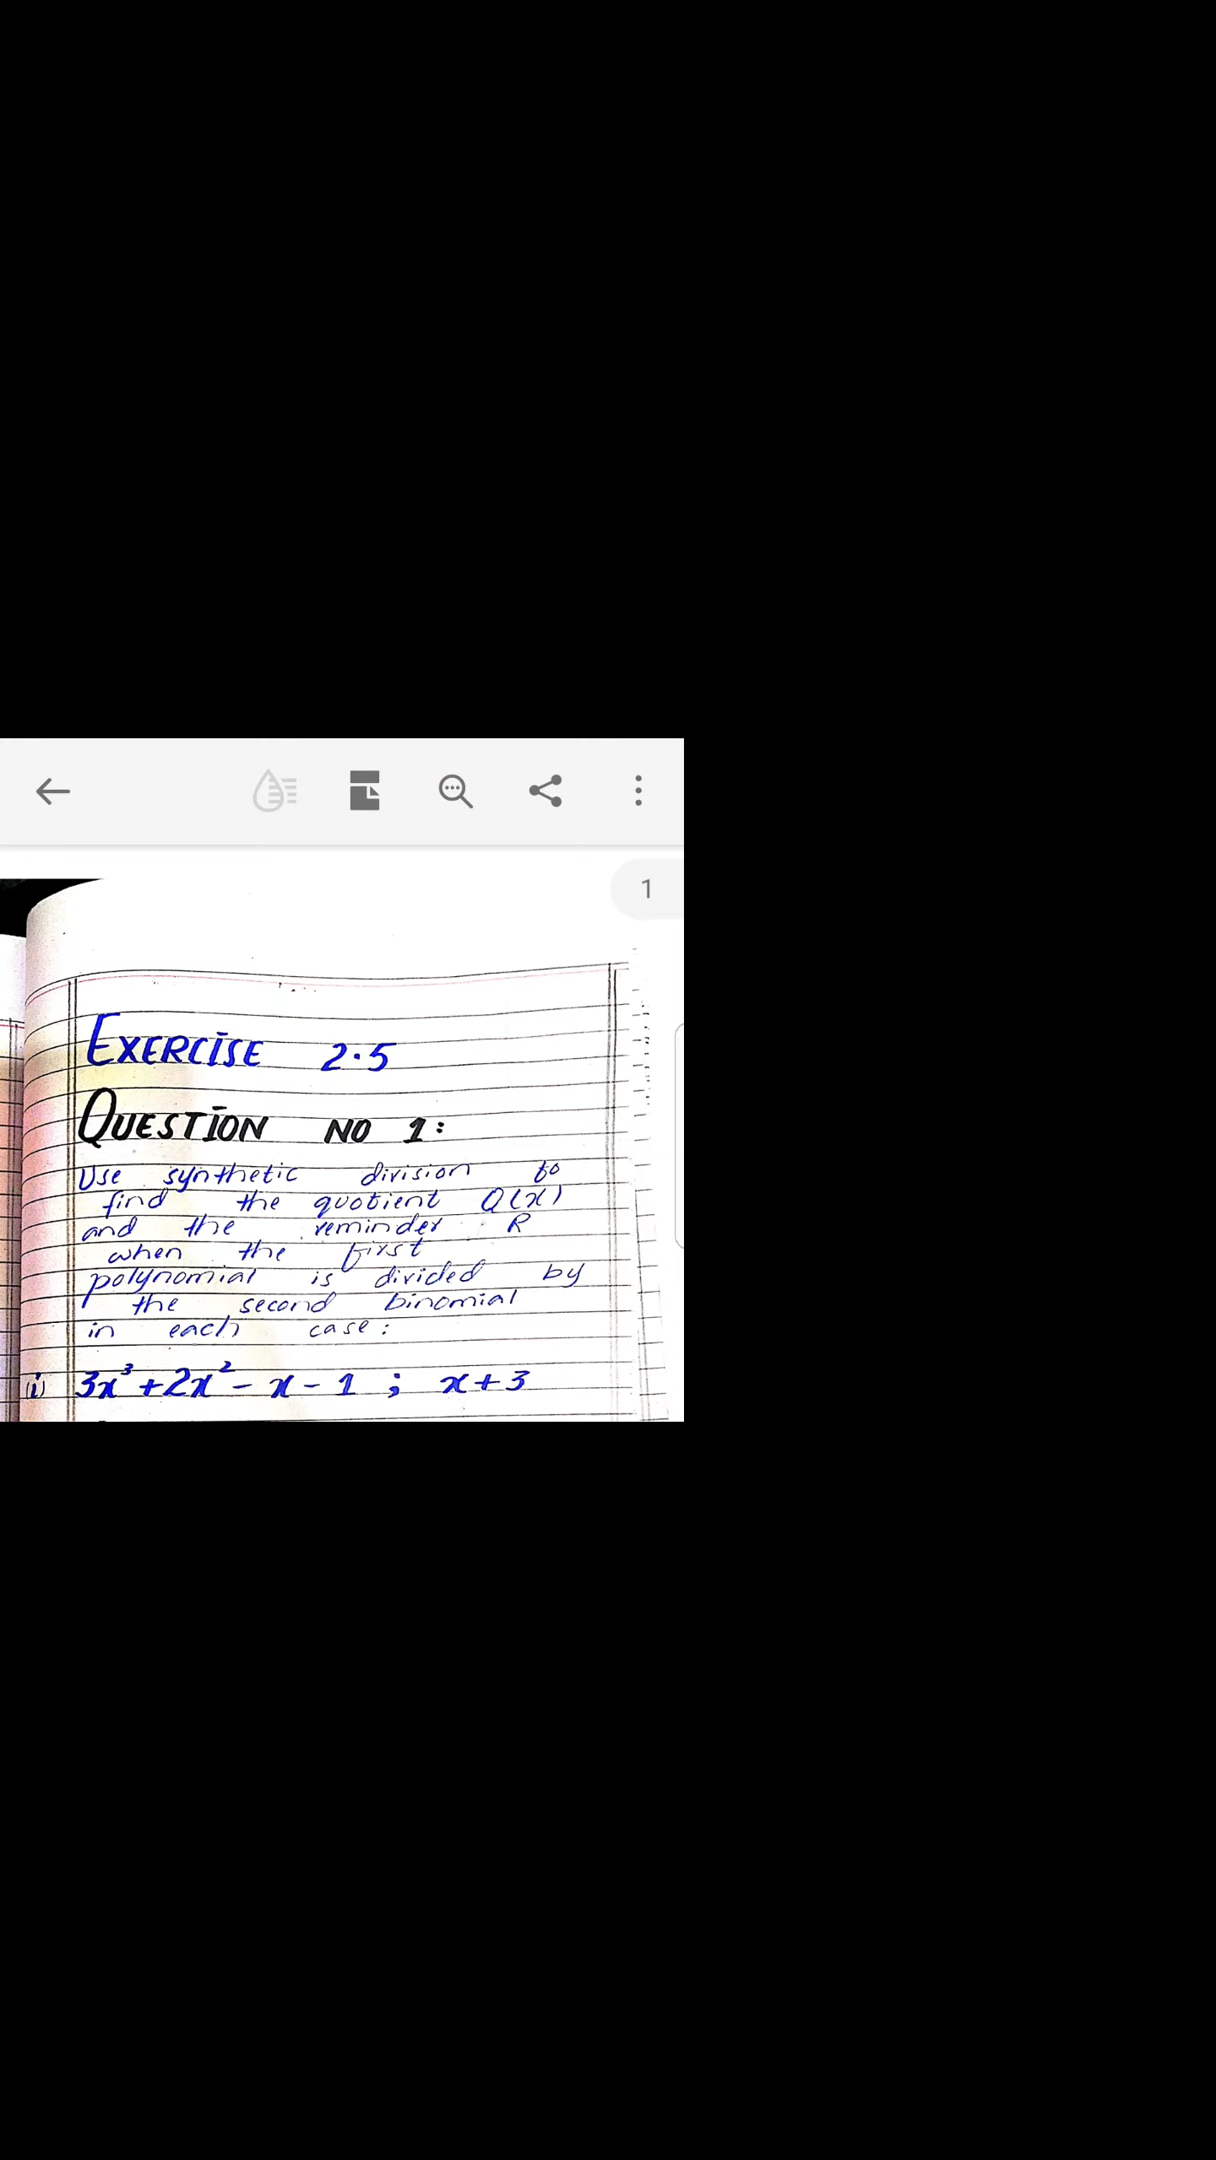 1
EXERCISE 2.5
QUESTION NO 1:
Use synthetic division to
find the quotient Q(x)
and the reminder R
when the first
polynomial is divided by
the second binomial
in each case:
(i) 3x³+2x²-x-1 ; x+3